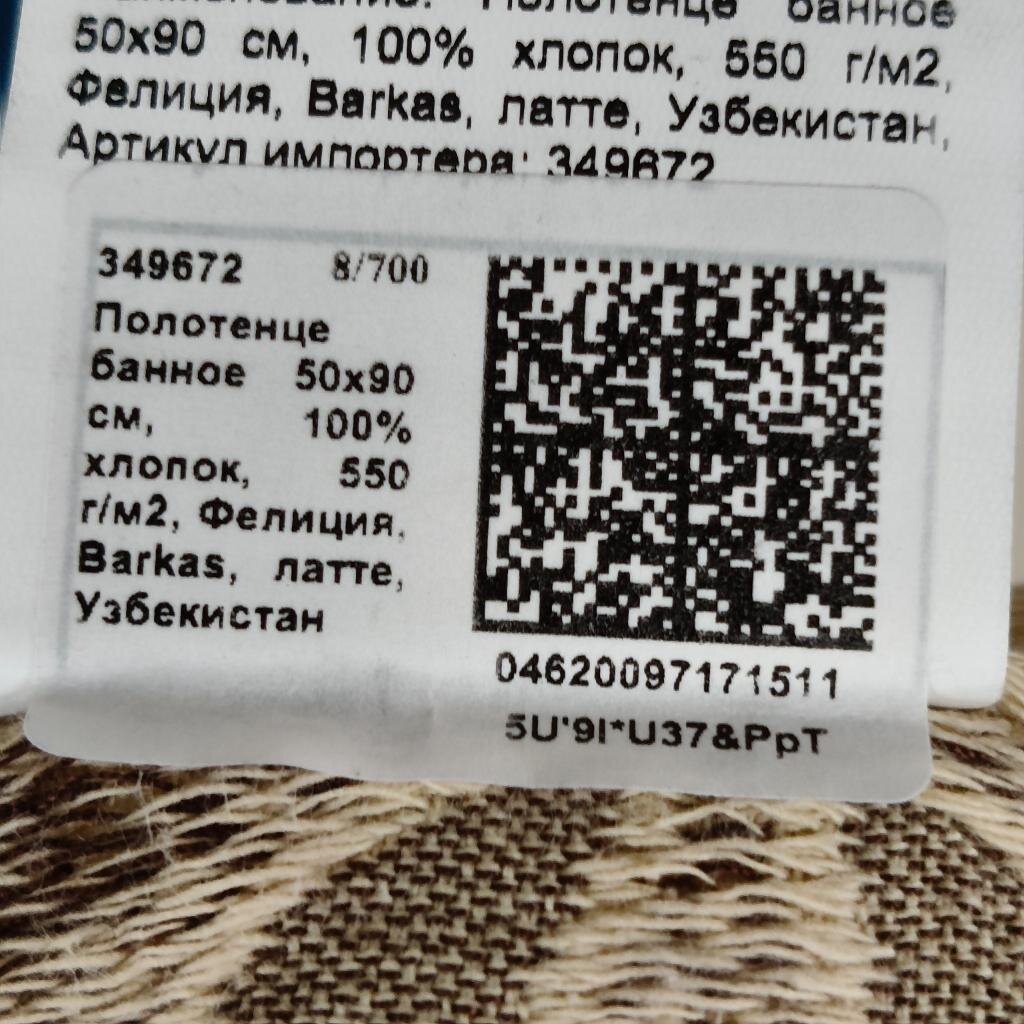 Полотенце банное
50х90 см, 100% хлопок, 550 г/м2,
Фелиция, Barkas, латте, Узбекистан,
Артикул импортера: 349672
349672 8/700
Полотенце
банное 50х90
см, 100%
хлопок, 550
г/м2, Фелиция,
Barkas, латте,
Узбекистан
04620097171511
5U'9I*U37&PpT